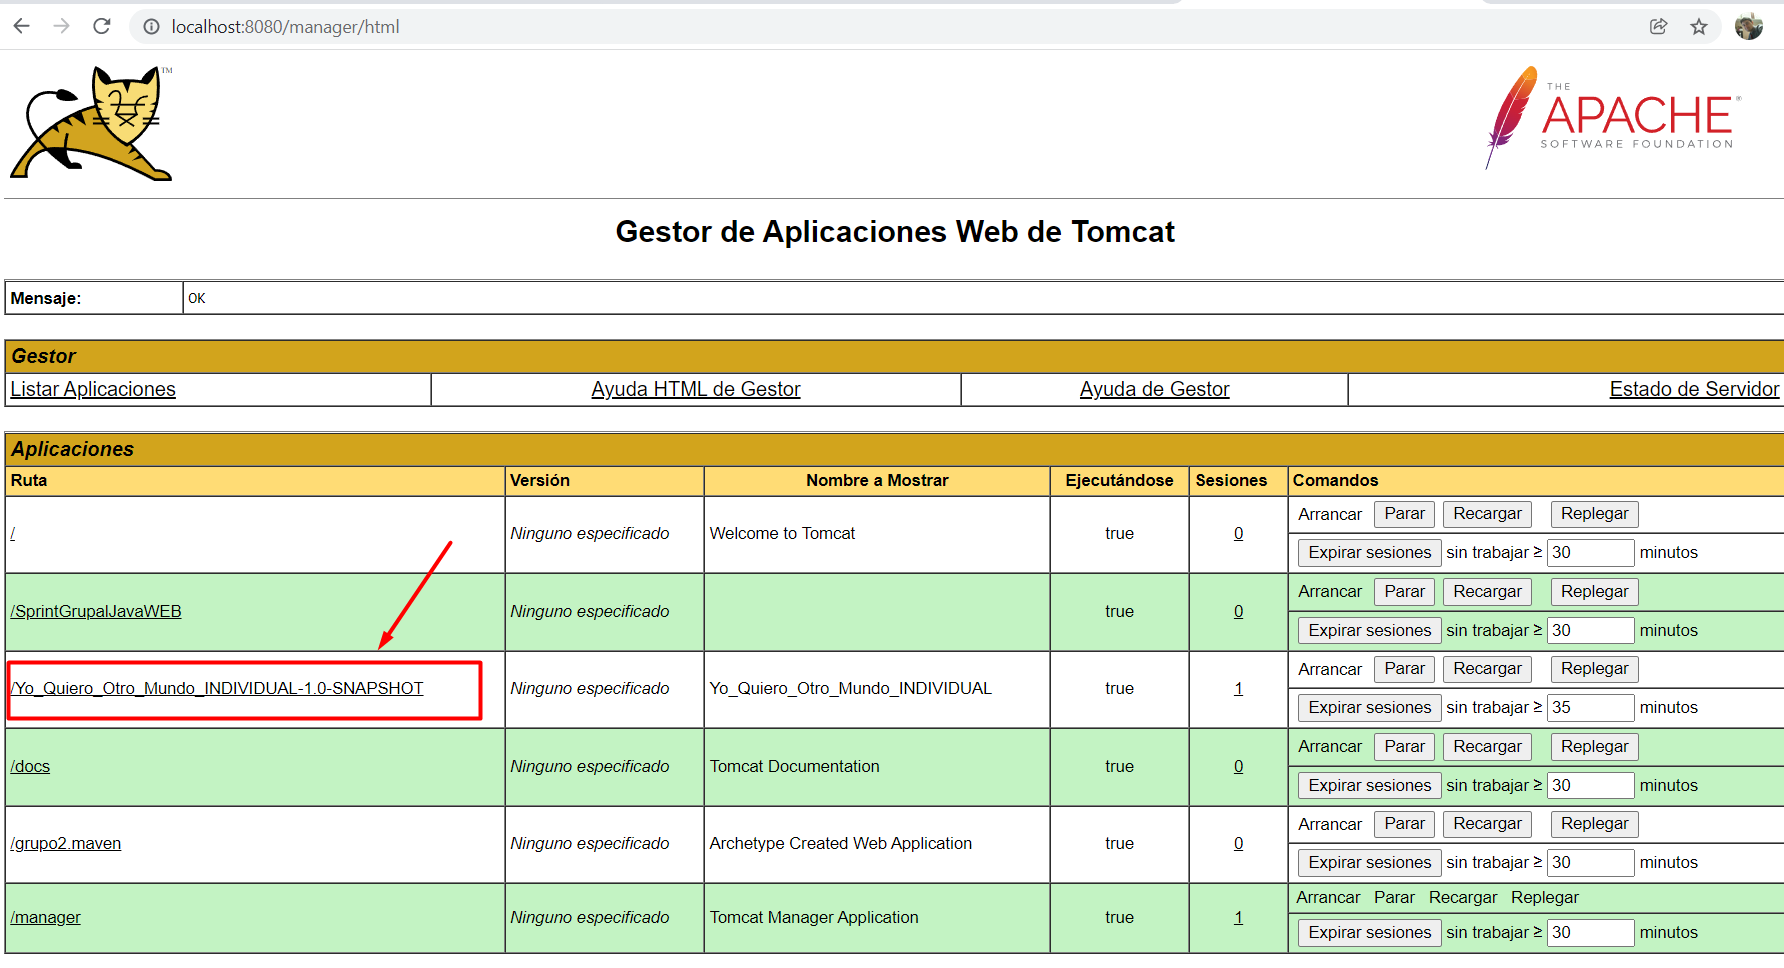 localhost:8080/manager/html
TM
THE
APACHE®
SOFTWARE FOUNDATION
Gestor de Aplicaciones Web de Tomcat
Mensaje: OK
Gestor
Listar Aplicaciones Ayuda HTML de Gestor Ayuda de Gestor Estado de Servidor
Aplicaciones
Ruta Versión Nombre a Mostrar Ejecutándose Sesiones Comandos
/ Ninguno especificado Welcome to Tomcat true 0 Arrancar Parar Recargar Replegar
Expirar sesiones sin trabajar ≥ 30 minutos
/SprintGrupalJavaWEB Ninguno especificado true 0 Arrancar Parar Recargar Replegar
Expirar sesiones sin trabajar ≥ 30 minutos
/Yo_Quiero_Otro_Mundo_INDIVIDUAL-1.0-SNAPSHOT Ninguno especificado Yo_Quiero_Otro_Mundo_INDIVIDUAL true 1 Arrancar Parar Recargar Replegar
Expirar sesiones sin trabajar ≥ 35 minutos
/docs Ninguno especificado Tomcat Documentation true 0 Arrancar Parar Recargar Replegar
Expirar sesiones sin trabajar ≥ 30 minutos
/grupo2.maven Ninguno especificado Archetype Created Web Application true 0 Arrancar Parar Recargar Replegar
Expirar sesiones sin trabajar ≥ 30 minutos
/manager Ninguno especificado Tomcat Manager Application true 1 Arrancar Parar Recargar Replegar
Expirar sesiones sin trabajar ≥ 30 minutos